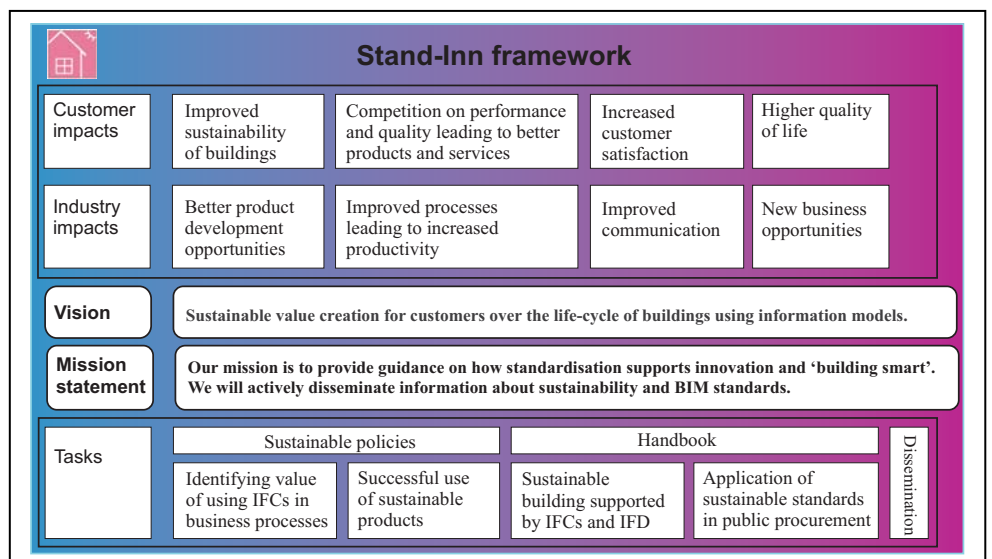 Stand-Inn framework
Customer
impacts
Improved
sustainability
of buildings
Competition on performance
and quality leading to better
products and services
Increased
customer
satisfaction
Higher quality
of life
Industry
impacts
Better product
development
opportunities
Improved processes
leading to increased
productivity
Improved
communication
New business
opportunities
Vision
Sustainable value creation for customers over the life-cycle of buildings using information models.
Mission
statement
Our mission is to provide guidance on how standardisation supports innovation and ‘building smart’.
We will actively disseminate information about sustainability and BIM standards.
Tasks
Sustainable policies
Handbook
Identifying value
of using IFCs in
business processes
Successful use
of sustainable
products
Sustainable
building supported
by IFCs and IFD
Application of
sustainable standards
in public procurement
Dissemination